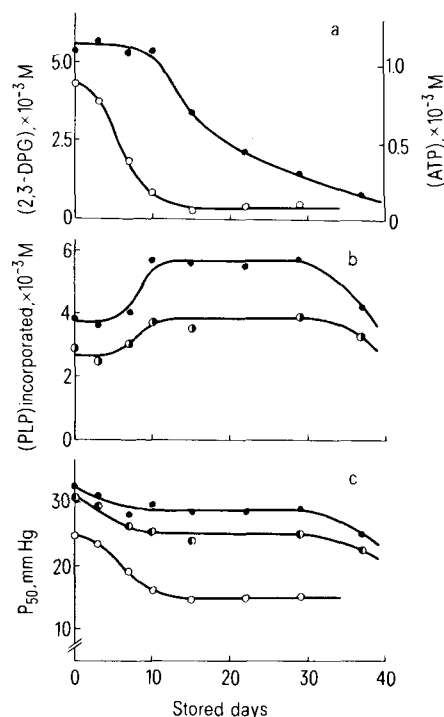 a
(2,3-DPG), ×10⁻³ M
5.0
2.5
0
(ATP), ×10⁻³ M
1.0
0.5
0
b
(PLP) incorporated, ×10⁻³ M
6
4
2
0
c
P₅₀, mm Hg
30
20
10
0 10 20 30 40
Stored days